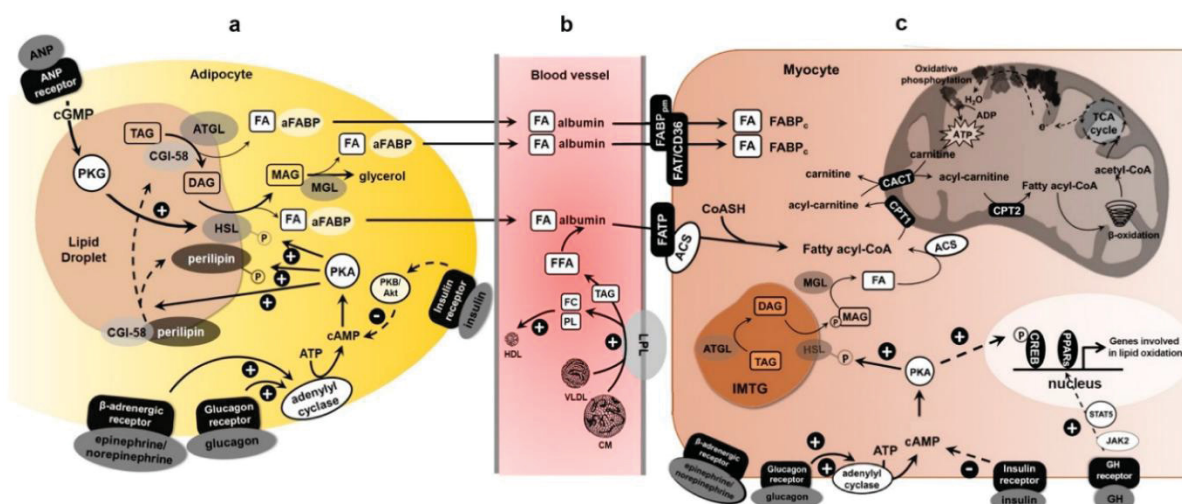 a
b
c
ANP
ANP
receptor
cGMP
PKG
Adipocyte
TAG
ATGL
CGI-58
DAG
FA
aFABP
FA
aFABP
MAG
MGL
glycerol
FA
aFABP
HSL
P
+
Lipid
Droplet
perilipin
P
+
+
+
PKA
PKB/
Akt
-
Insulin
receptor
insulin
CGI-58
perilipin
cAMP
ATP
+
+
adenylyl
cyclase
β-adrenergic
receptor
epinephrine/
norepinephrine
Glucagon
receptor
glucagon
Blood vessel
FA albumin
FA albumin
FA albumin
FFA
TAG
FC
PL
+
HDL
+
LPL
VLDL
CM
Myocyte
FABPpm
FAT/CD36
FA FABPc
FA FABPc
FATP
ACS
CoASH
Fatty acyl-CoA
Oxidative
phosphoylation
H2O
ADP
ATP
e
TCA
cycle
acetyl-CoA
carnitine
carnitine
CACT
acyl-carnitine
acyl-carnitine
CPT1
CPT2
Fatty acyl-CoA
β-oxidation
ACS
MGL
FA
DAG
P
MAG
ATGL
TAG
HSL
P
IMTG
+
PKA
+
P
CREB
PPARs
Genes involved
in lipid oxidation
nucleus
STAT5
+
JAK2
GH
receptor
GH
β-adrenergic
receptor
epinephrine/
norepinephrine
Glucagon
receptor
glucagon
+
+
adenylyl
cyclase
ATP
cAMP
-
Insulin
receptor
insulin